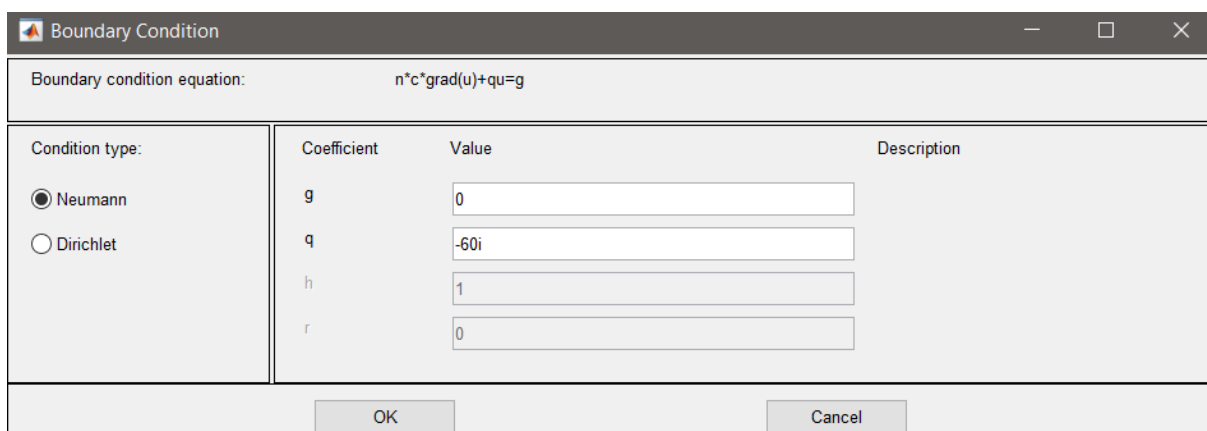 Boundary Condition
Boundary condition equation: n*c*grad(u)+qu=g
Condition type:
Neumann
Dirichlet
Coefficient Value Description
g 0
q -60i
h 1
r 0
OK Cancel